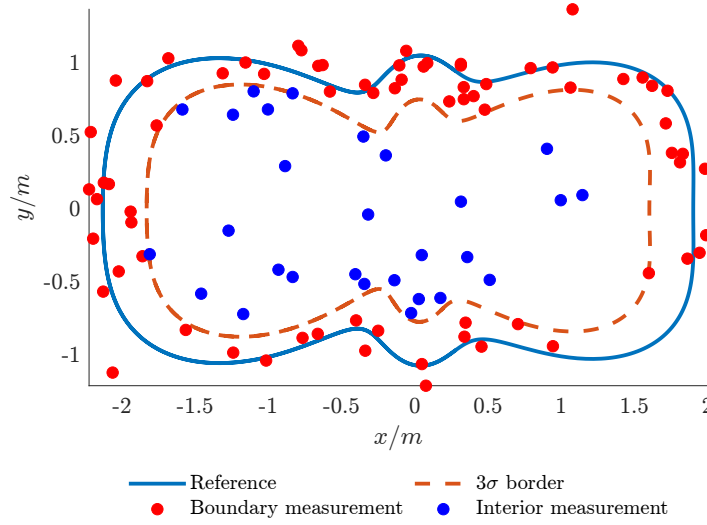 1
0.5
0
-0.5
-1
y/m
-2 -1.5 -1 -0.5 0 0.5 1 1.5 2
x/m
Reference 3σ border
Boundary measurement Interior measurement